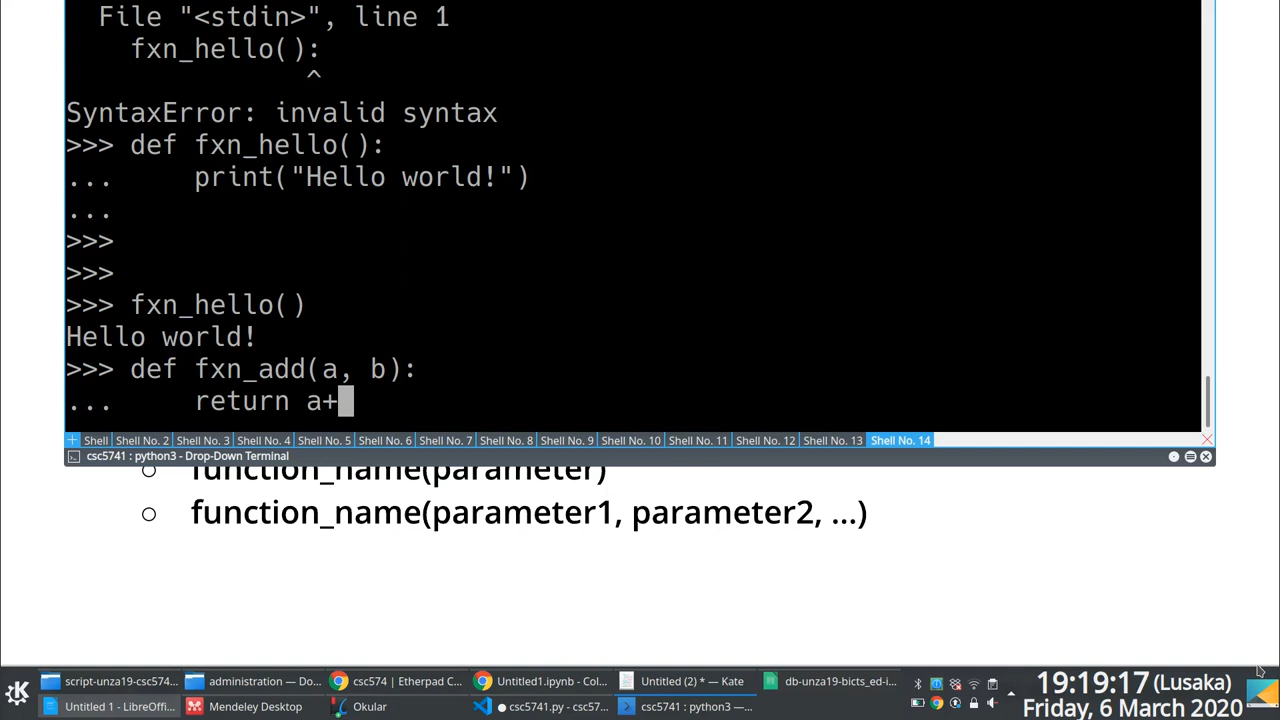 File "<stdin>", line 1
fxn_hello():
^
SyntaxError: invalid syntax
>>> def fxn_hello():
...     print("Hello world!")
...
>>>
>>>
>>> fxn_hello()
Hello world!
>>> def fxn_add(a, b):
...     return a+
Shell Shell No. 2 Shell No. 3 Shell No. 4 Shell No. 5 Shell No. 6 Shell No. 7 Shell No. 8 Shell No. 9 Shell No. 10 Shell No. 11 Shell No. 12 Shell No. 13 Shell No. 14
csc5741 : python3 - Drop-Down Terminal
○ function_name(parameter)
○ function_name(parameter1, parameter2, ...)
script-unza19-csc574... administration — Do... csc574 | Etherpad C... Untitled1.ipynb - Col... Untitled (2) * — Kate db-unza19-bicts_ed-i...
19:19:17 (Lusaka)
Untitled 1 - LibreOffi... Mendeley Desktop Okular ● csc5741.py - csc57... csc5741 : python3 —...
Friday, 6 March 2020